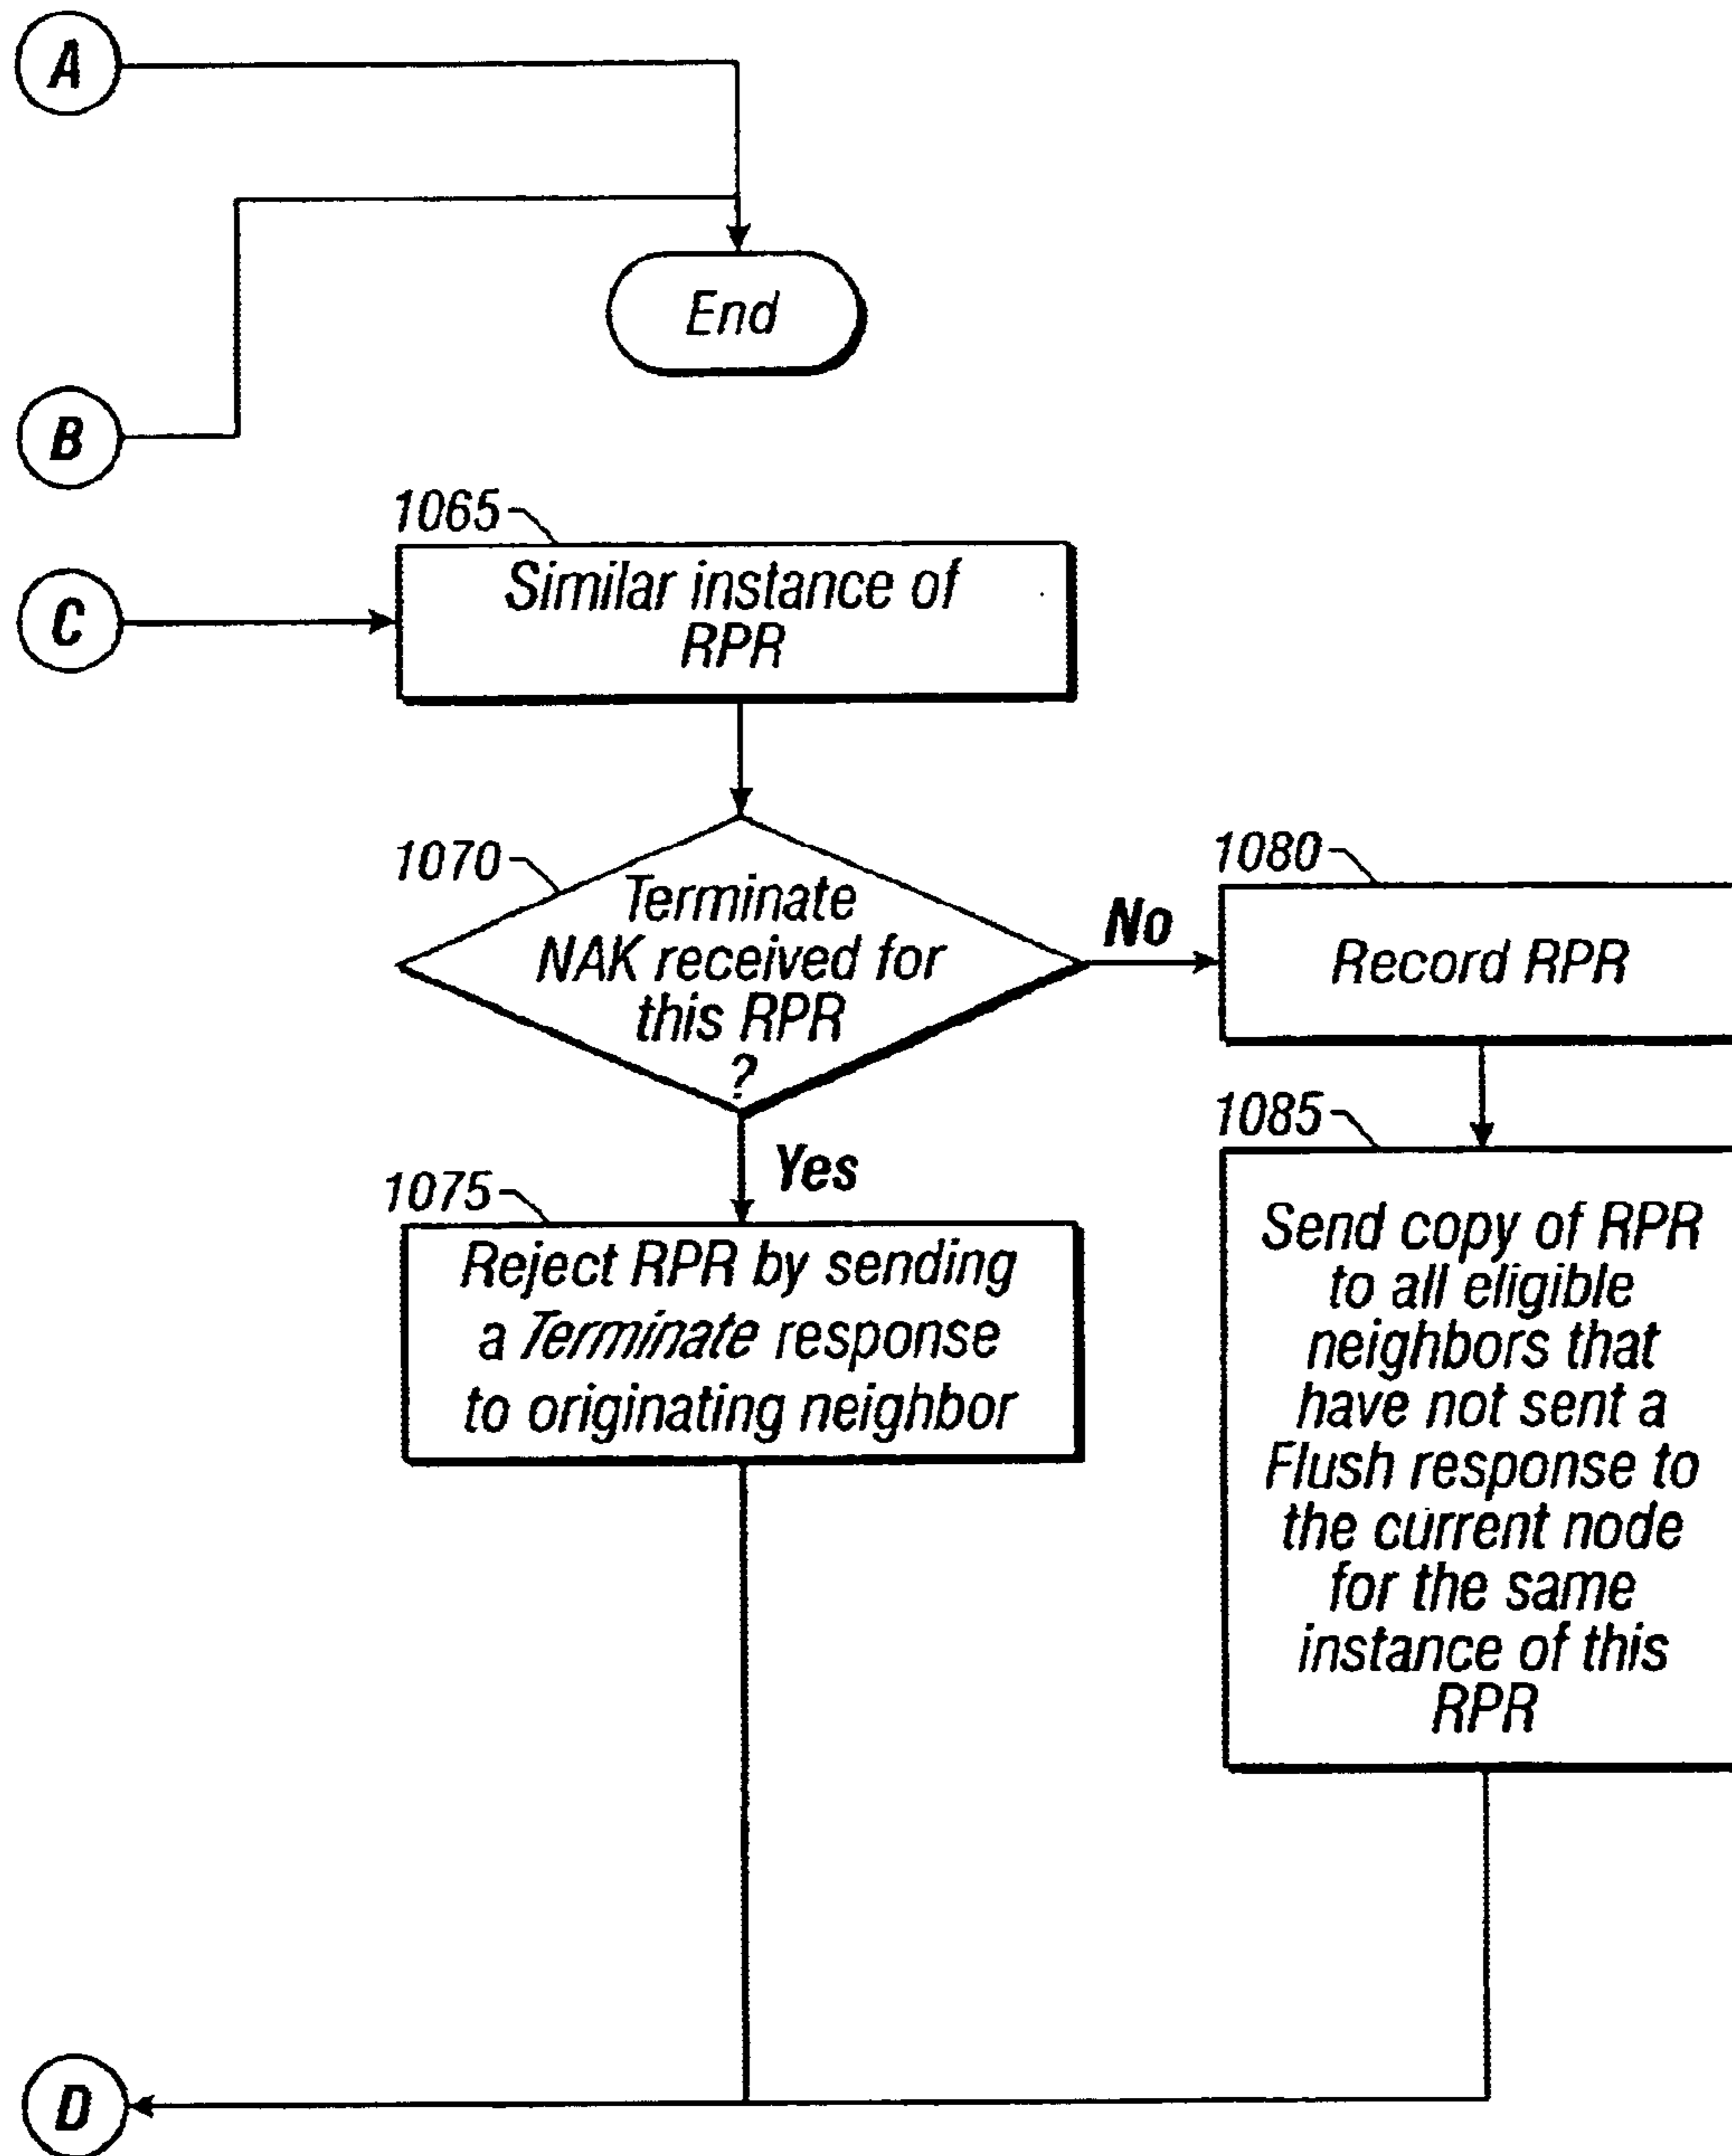 A
End
B
1065
C
Similar instance of
RPR
1070
Terminate
NAK received for
this RPR
?
No
1080
Record RPR
Yes
1075
Reject RPR by sending
a Terminate response
to originating neighbor
1085
Send copy of RPR
to all eligible
neighbors that
have not sent a
Flush response to
the current node
for the same
instance of this
RPR
D